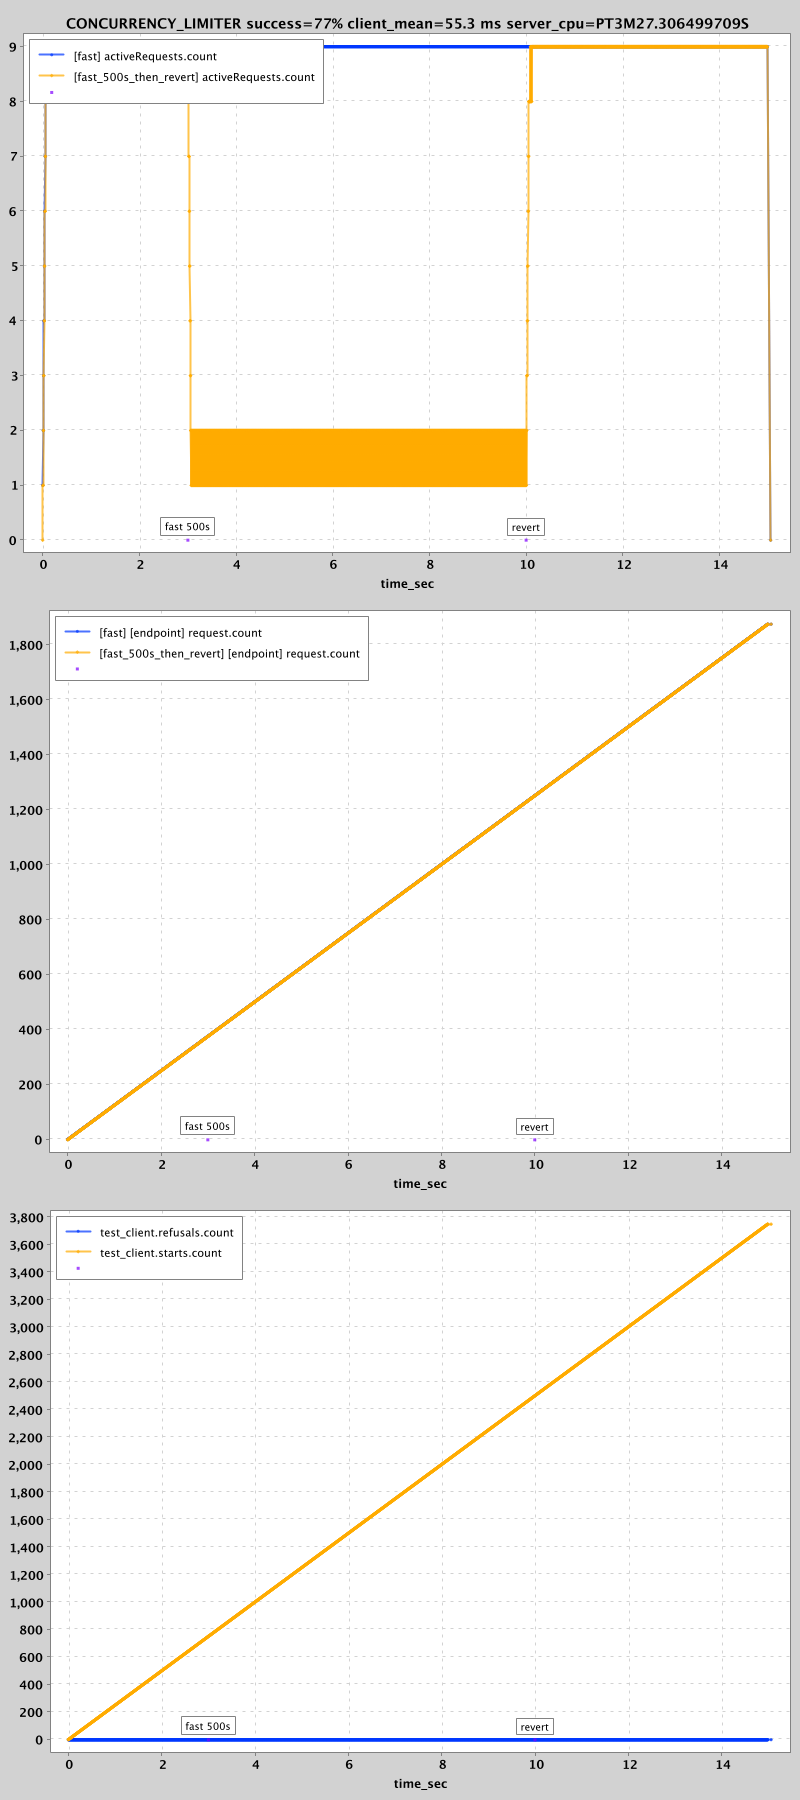 CONCURRENCY_LIMITER success=77% client_mean=55.3 ms server_cpu=PT3M27.306499709S
[fast] activeRequests.count
[fast_500s_then_revert] activeRequests.count
9
8
7
6
5
4
3
2
1
0
fast 500s
revert
0 2 4 6 8 10 12 14
time_sec
[fast] [endpoint] request.count
[fast_500s_then_revert] [endpoint] request.count
1,800
1,600
1,400
1,200
1,000
800
600
400
200
0
fast 500s
revert
0 2 4 6 8 10 12 14
time_sec
test_client.refusals.count
test_client.starts.count
3,800
3,600
3,400
3,200
3,000
2,800
2,600
2,400
2,200
2,000
1,800
1,600
1,400
1,200
1,000
800
600
400
200
0
fast 500s
revert
0 2 4 6 8 10 12 14
time_sec